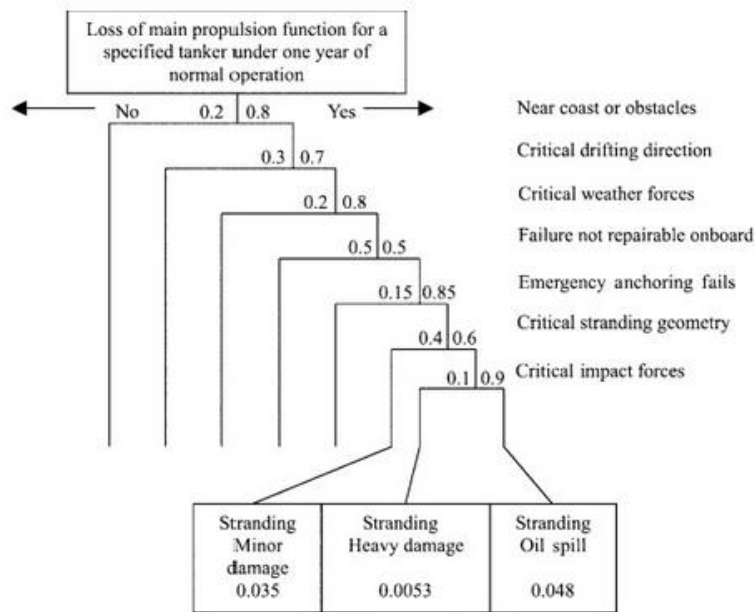 Loss of main propulsion function for a
specified tanker under one year of
normal operation
No 0.2 0.8 Yes Near coast or obstacles
0.3 0.7 Critical drifting direction
0.2 0.8 Critical weather forces
0.5 0.5 Failure not repairable onboard
0.15 0.85 Emergency anchoring fails
0.4 0.6 Critical stranding geometry
0.1 0.9 Critical impact forces
Stranding
Minor
damage
0.035
Stranding
Heavy damage
0.0053
Stranding
Oil spill
0.048